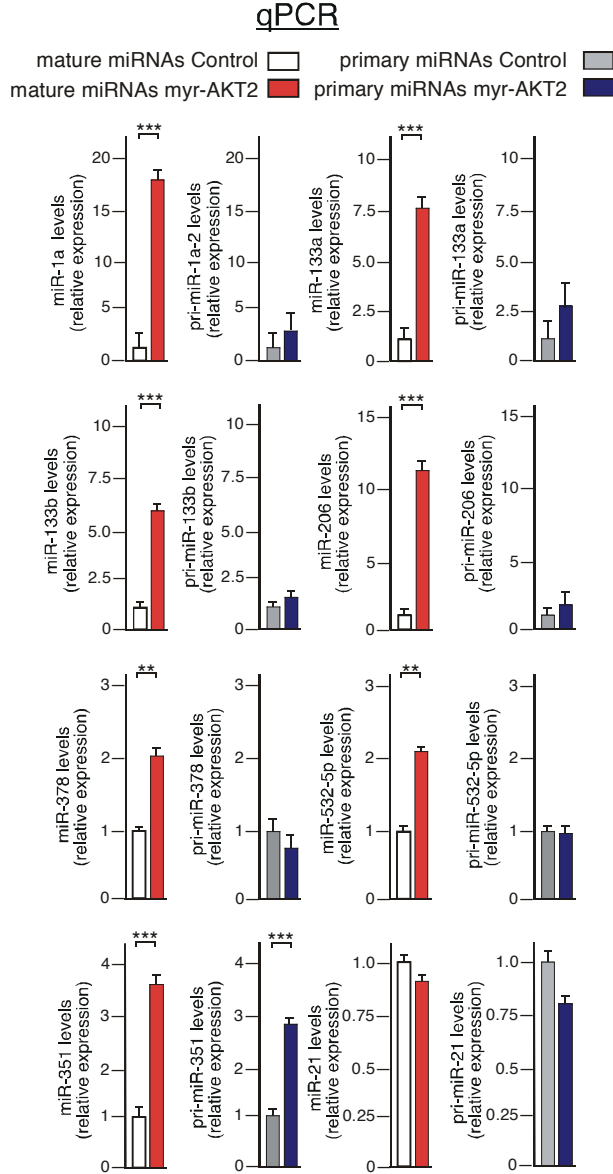 qPCR
mature miRNAs Control
primary miRNAs Control
mature miRNAs myr-AKT2
primary miRNAs myr-AKT2
miR-1a levels
(relative expression)
20
15
10
5
0
***
pri-miR-1a-2 levels
(relative expression)
20
15
10
5
0
miR-133a levels
(relative expression)
10
7.5
5.0
2.5
0
***
pri-miR-133a levels
(relative expression)
10
7.5
5.0
2.5
0
miR-133b levels
(relative expression)
10
7.5
5.0
2.5
0
***
pri-miR-133b levels
(relative expression)
10
7.5
5.0
2.5
0
miR-206 levels
(relative expression)
15
10
5
0
***
pri-miR-206 levels
(relative expression)
15
10
5
0
miR-378 levels
(relative expression)
3
2
1
0
**
pri-miR-378 levels
(relative expression)
3
2
1
0
miR-532-5p levels
(relative expression)
3
2
1
0
**
pri-miR-532-5p levels
(relative expression)
3
2
1
0
miR-351 levels
(relative expression)
4
3
2
1
0
***
pri-miR-351 levels
(relative expression)
4
3
2
1
0
***
miR-21 levels
(relative expression)
1.0
0.75
0.5
0.25
0
pri-miR-21 levels
(relative expression)
1.0
0.75
0.5
0.25
0